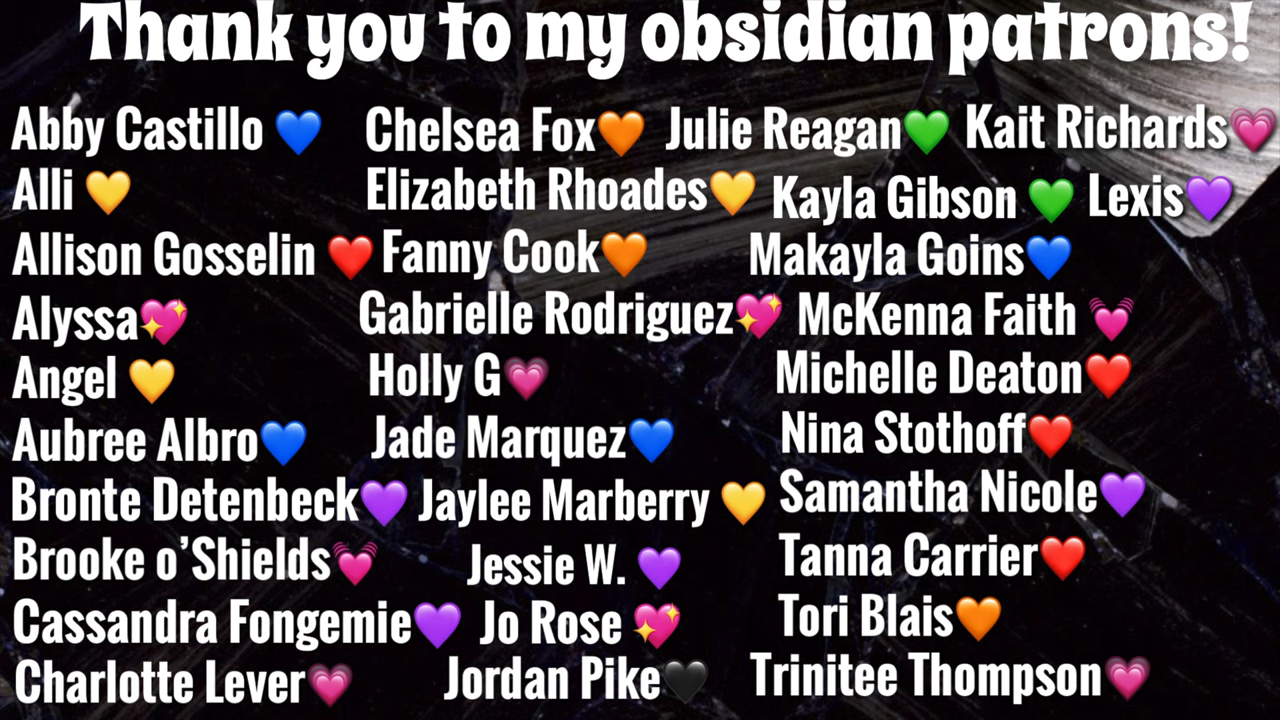 Thank you to my obsidian patrons!
Abby Castillo 💙 Chelsea Fox🧡 Julie Reagan💚 Kait Richards💗
Alli 💛 Elizabeth Rhoades💛 Kayla Gibson 💚 Lexis💜
Allison Gosselin ❤️ Fanny Cook🧡 Makayla Goins💙
Alyssa💖 Gabrielle Rodriguez💖 McKenna Faith 💓
Angel 💛 Holly G💗 Michelle Deaton❤️
Aubree Albro💙 Jade Marquez💙 Nina Stothoff❤️
Bronte Detenbeck💜 Jaylee Marberry 💛 Samantha Nicole💜
Brooke o’Shields💓 Jessie W. 💜 Tanna Carrier❤️
Cassandra Fongemie💜 Jo Rose 💖 Tori Blais🧡
Charlotte Lever💗 Jordan Pike🖤 Trinitee Thompson💗